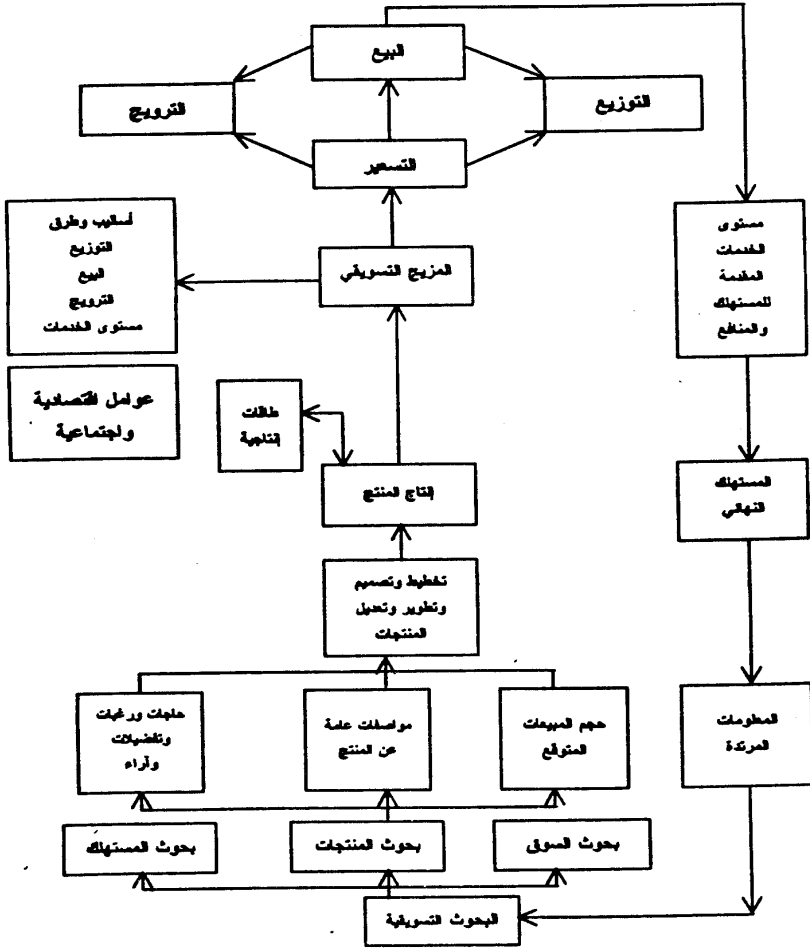 البيع
الترويج
التوزيع
التسعير
أساليب وطرق
التوزيع
البيع
الترويج
مستوى الخدمات
المزيج التسويقي
مستوى
الخدمات
المقدمة
للمستهلك
والمنافع
عوامل اقتصادية
واجتماعية
طاقات
إنتاجية
إنتاج المنتج
المستهلك
النهائي
تخطيط وتصميم
وتطوير وتعديل
المنتجات
حاجات ورغبات
وتفضيلات
وآراء
مواصفات عامة
عن المنتج
حجم المبيعات
المتوقع
المعلومات
المرتدة
بحوث المستهلك
بحوث المنتجات
بحوث السوق
البحوث التسويقية